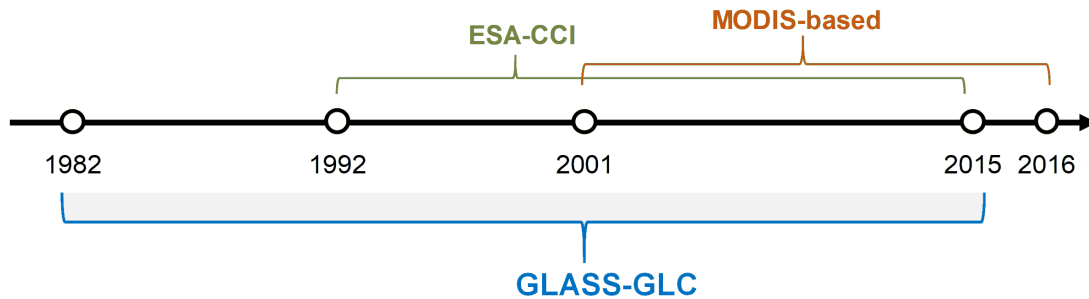 MODIS-based
ESA-CCI
1982 1992 2001 2015 2016
GLASS-GLC